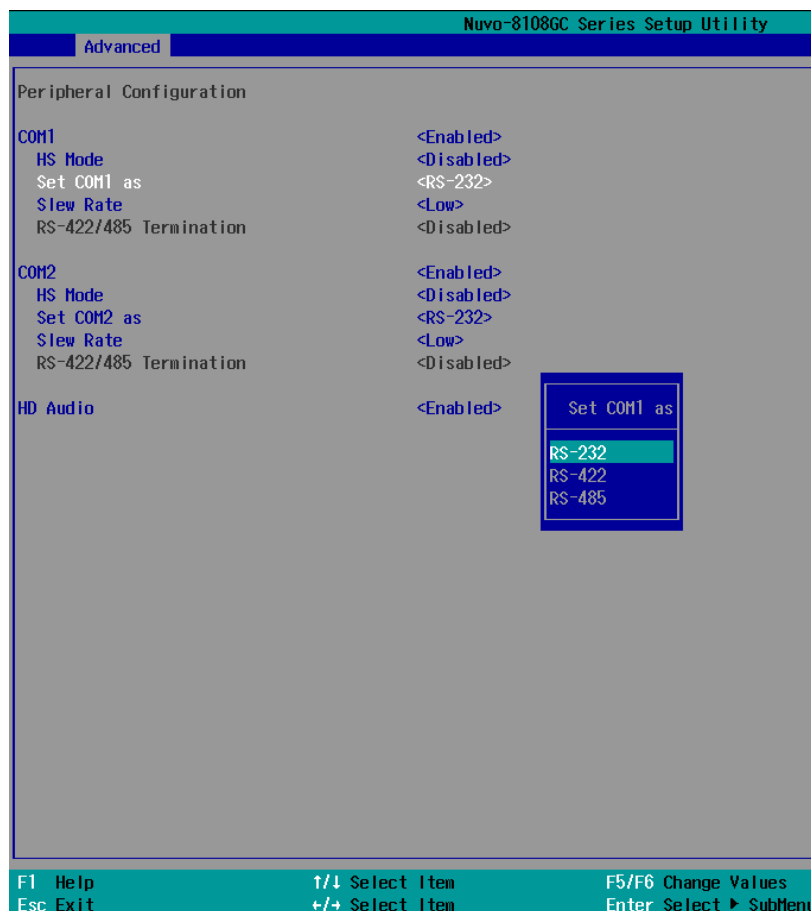 Nuvo-8108GC Series Setup Utility
Advanced
Peripheral Configuration
COM1 <Enabled>
HS Mode <Disabled>
Set COM1 as <RS-232>
Slew Rate <Low>
RS-422/485 Termination <Disabled>
COM2 <Enabled>
HS Mode <Disabled>
Set COM2 as <RS-232>
Slew Rate <Low>
RS-422/485 Termination <Disabled>
HD Audio <Enabled>
Set COM1 as
RS-232
RS-422
RS-485
F1 Help ↑/↓ Select Item F5/F6 Change Values
Esc Exit ←/→ Select Item Enter Select ▶ SubMenu